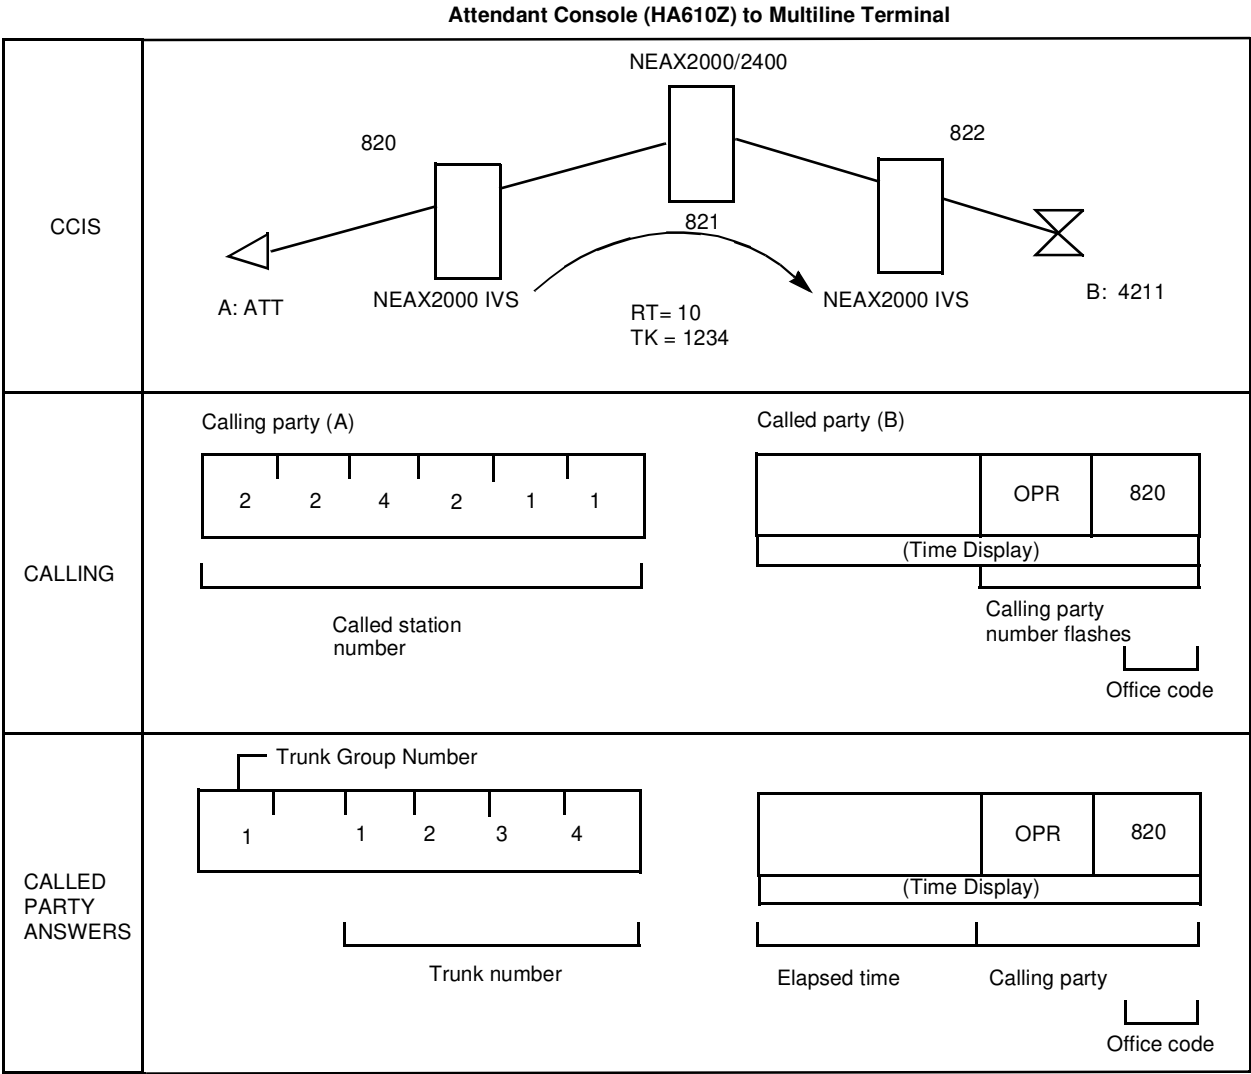 Attendant Console (HA610Z) to Multiline Terminal
CCIS
NEAX2000/2400
820
822
821
A: ATT
NEAX2000 IVS
RT= 10
TK = 1234
NEAX2000 IVS
B: 4211
CALLING
Calling party (A)
2 2 4 2 1 1
Called station
number
Called party (B)
OPR 820
(Time Display)
Calling party
number flashes
Office code
CALLED
PARTY
ANSWERS
Trunk Group Number
1 1 2 3 4
Trunk number
OPR 820
(Time Display)
Elapsed time
Calling party
Office code